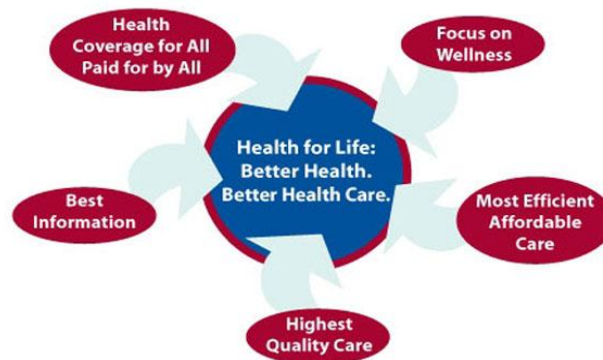 Health
Coverage for All
Paid for by All
Focus on
Wellness
Health for Life:
Better Health.
Better Health Care.
Best
Information
Most Efficient
Affordable
Care
Highest
Quality Care